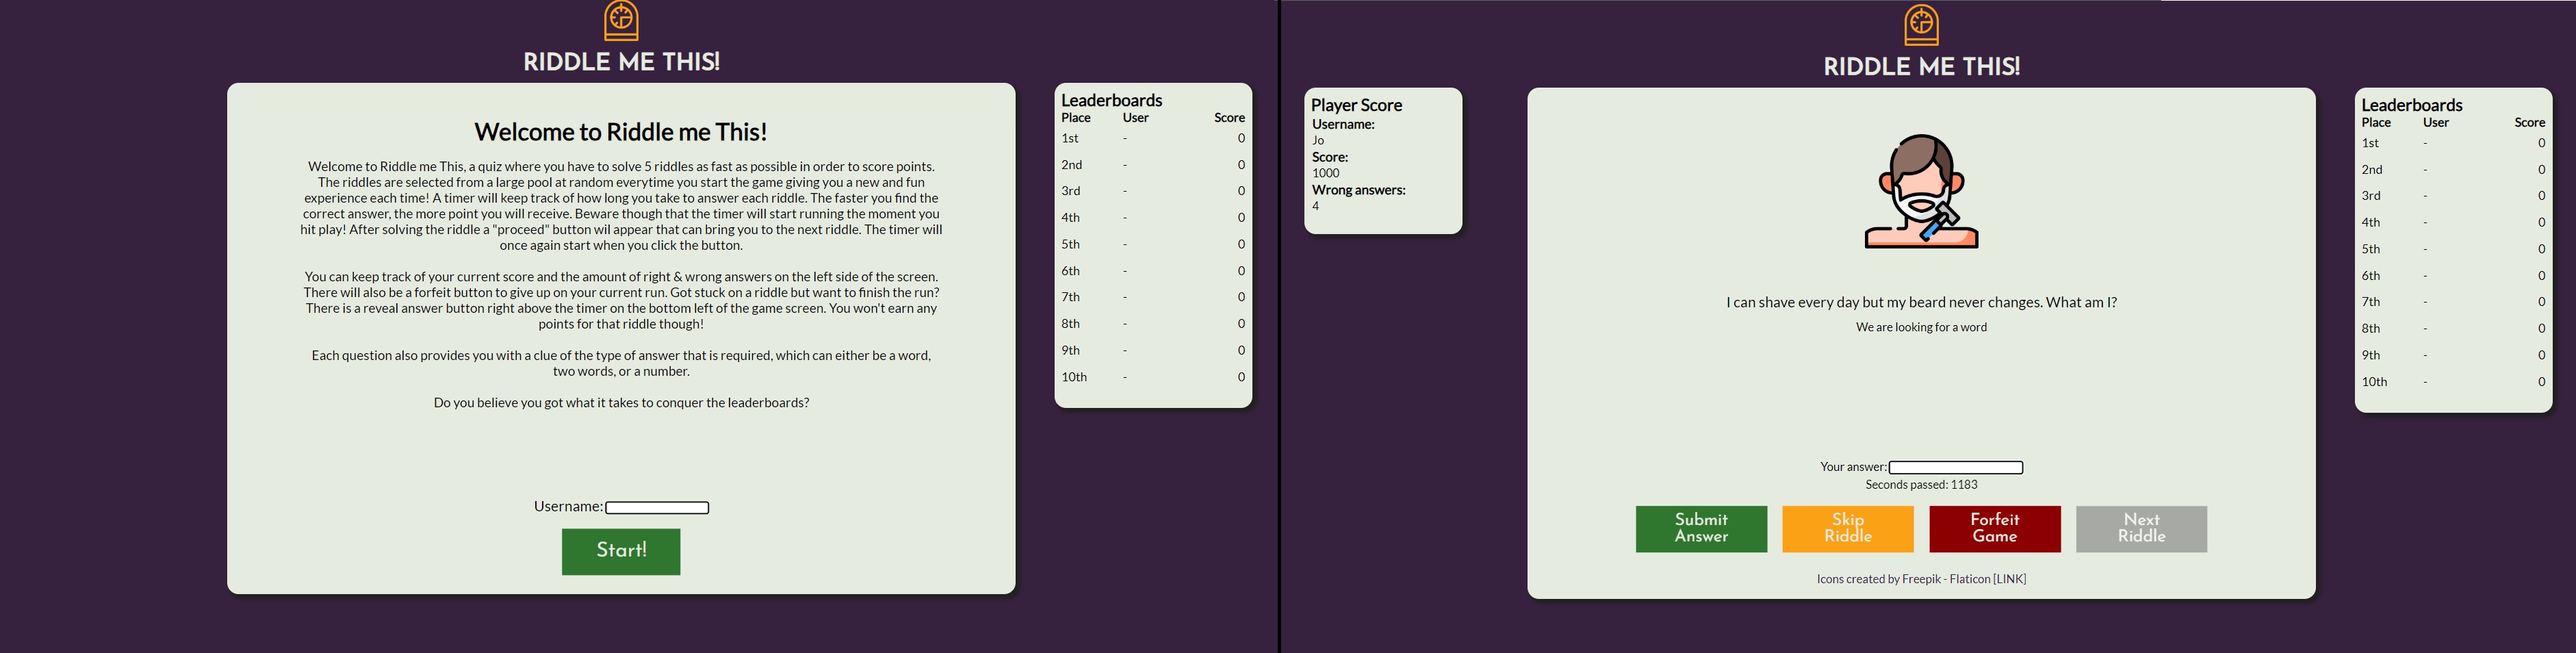 RIDDLE ME THIS!
Welcome to Riddle me This!
Welcome to Riddle me This, a quiz where you have to solve 5 riddles as fast as possible in order to score points.
The riddles are selected from a large pool at random everytime you start the game giving you a new and fun
experience each time! A timer will keep track of how long you take to answer each riddle. The faster you find the
correct answer, the more point you will receive. Beware though that the timer will start running the moment you
hit play! After solving the riddle a "proceed" button wil appear that can bring you to the next riddle. The timer will
once again start when you click the button.
You can keep track of your current score and the amount of right & wrong answers on the left side of the screen.
There will also be a forfeit button to give up on your current run. Got stuck on a riddle but want to finish the run?
There is a reveal answer button right above the timer on the bottom left of the game screen. You won't earn any
points for that riddle though!
Each question also provides you with a clue of the type of answer that is required, which can either be a word,
two words, or a number.
Do you believe you got what it takes to conquer the leaderboards?
Username:
Start!
Leaderboards
Place User Score
1st - 0
2nd - 0
3rd - 0
4th - 0
5th - 0
6th - 0
7th - 0
8th - 0
9th - 0
10th - 0
RIDDLE ME THIS!
Player Score
Username:
Jo
Score:
1000
Wrong answers:
4
I can shave every day but my beard never changes. What am I?
We are looking for a word
Your answer:
Seconds passed: 1183
Submit
Answer
Skip
Riddle
Forfeit
Game
Next
Riddle
Icons created by Freepik - Flaticon [LINK]
Leaderboards
Place User Score
1st - 0
2nd - 0
3rd - 0
4th - 0
5th - 0
6th - 0
7th - 0
8th - 0
9th - 0
10th - 0